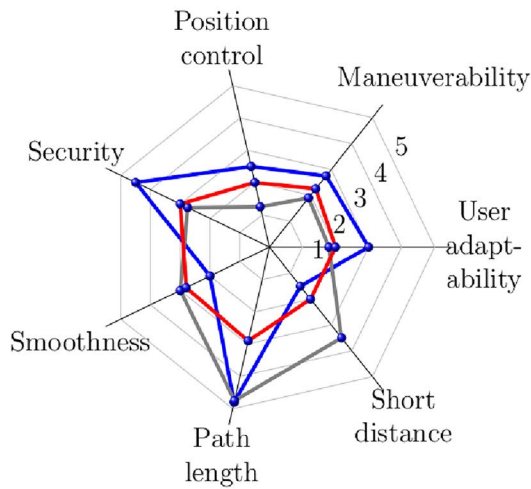 Position
control
Maneuverability
Security
5
4
3
2
1
User
adapt-
ability
Smoothness
Short
distance
Path
length